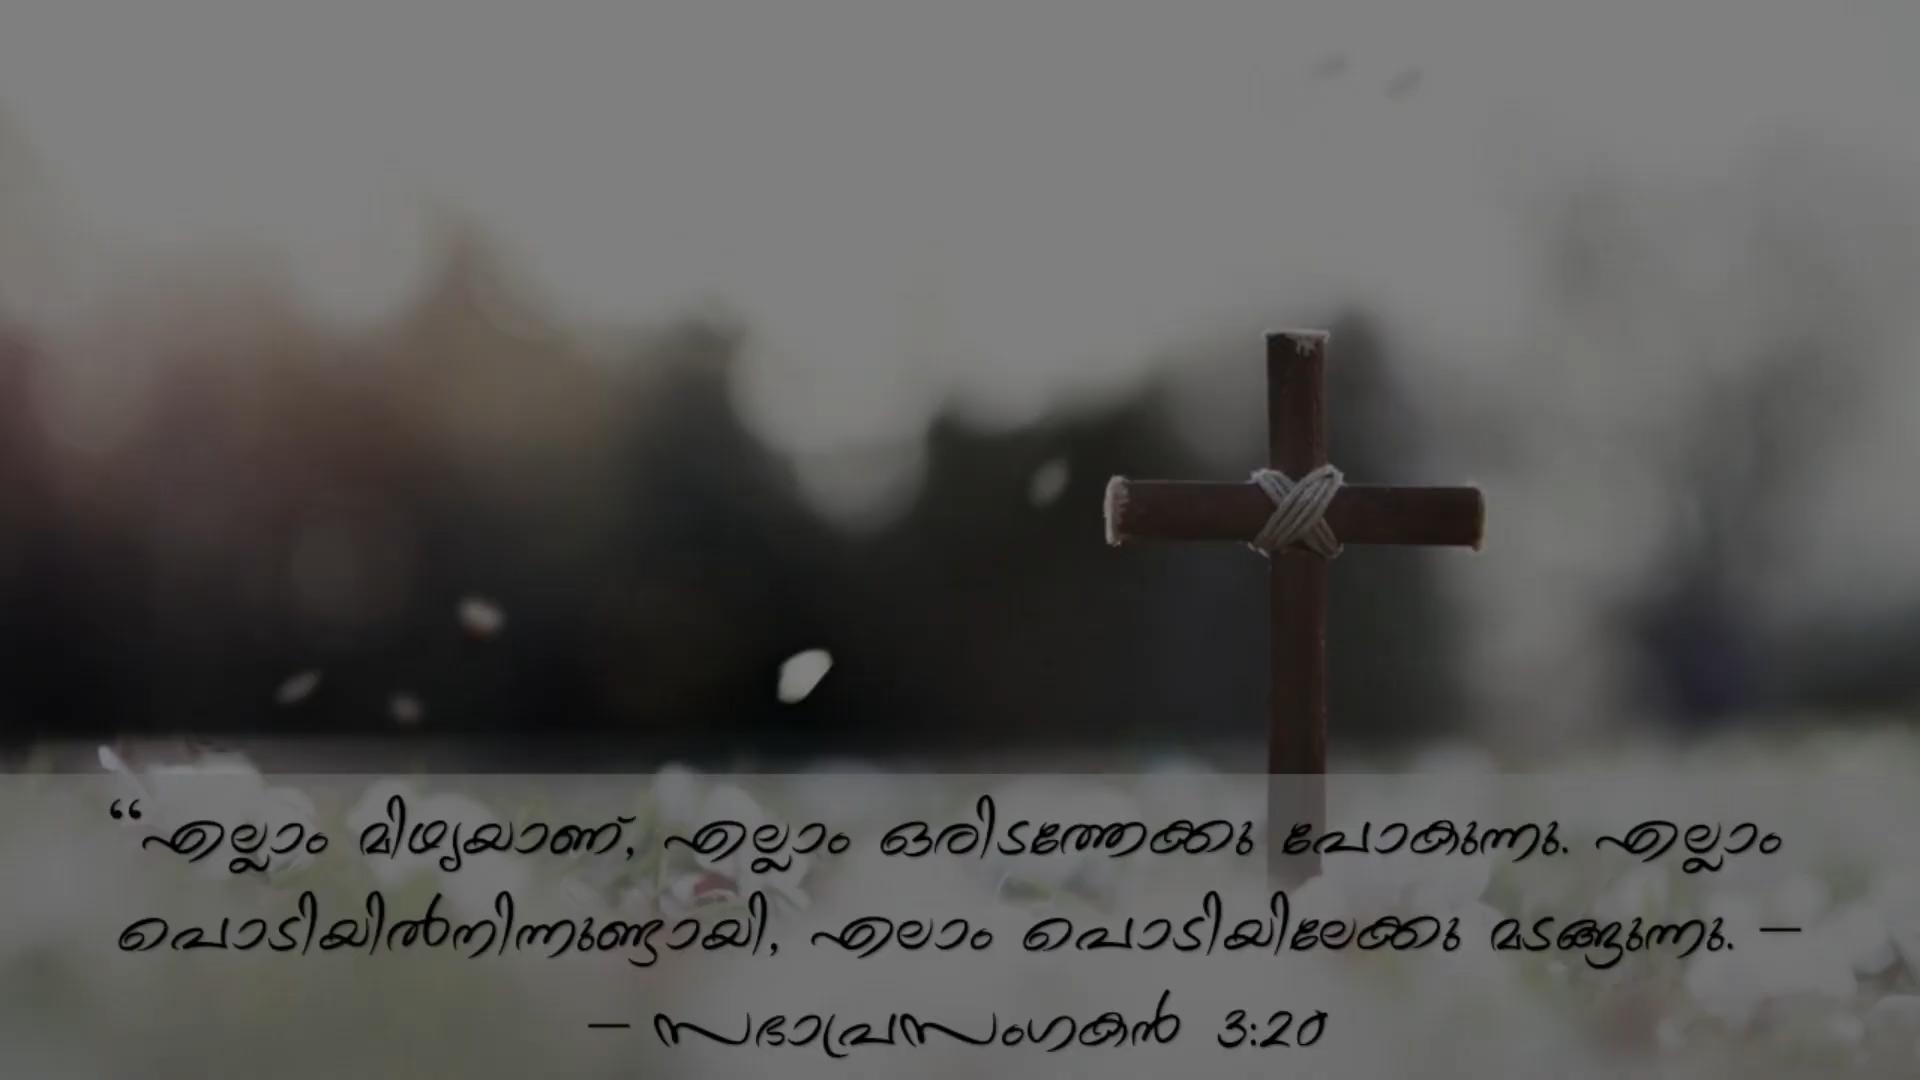 “എല്ലാം മിഥ്യയാണ്, എല്ലാം ഒരിടത്തേക്കു പോകുന്നു. എല്ലാം
പൊടിയിൽനിന്നുണ്ടായി, എലാം പൊടിയിലേക്കു മടങ്ങുന്നു. —
— സഭാപ്രസംഗകൻ 3:20